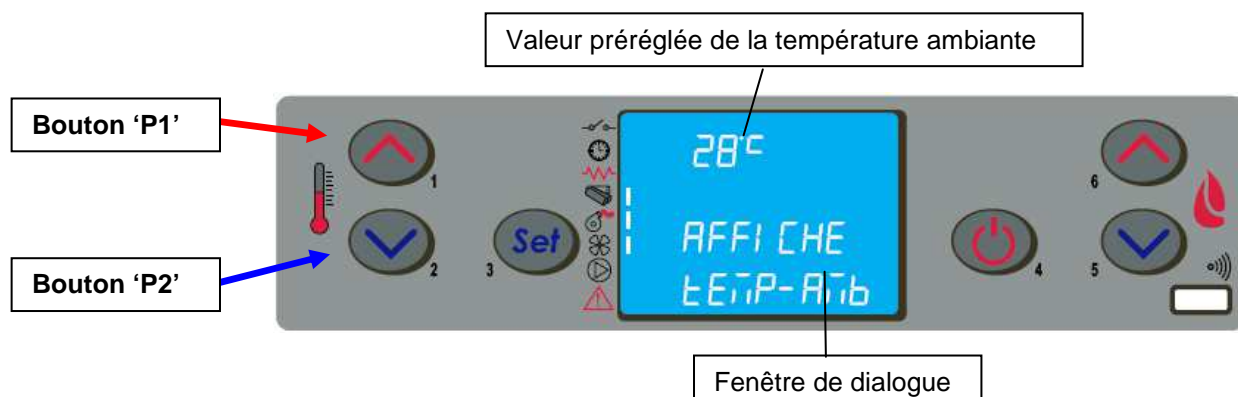 Valeur préréglée de la température ambiante
Bouton ‘P1’
1
28°C
6
Bouton ‘P2’
2
3
Set
AFFICHE
tEmP-Amb
4
5
Fenêtre de dialogue